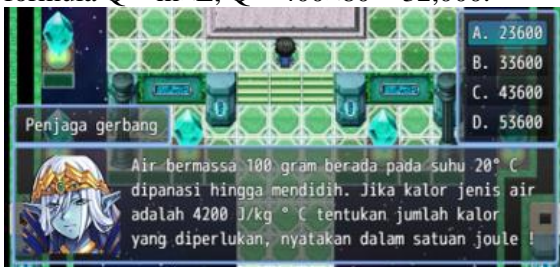 A. 23600
B. 33600
C. 43600
D. 53600
Penjaga gerbang
Air bermassa 100 gram berada pada suhu 20° C
dipanasi hingga mendidih. Jika kalor jenis air
adalah 4200 J/kg ° C tentukan jumlah kalor
yang diperlukan, nyatakan dalam satuan joule !